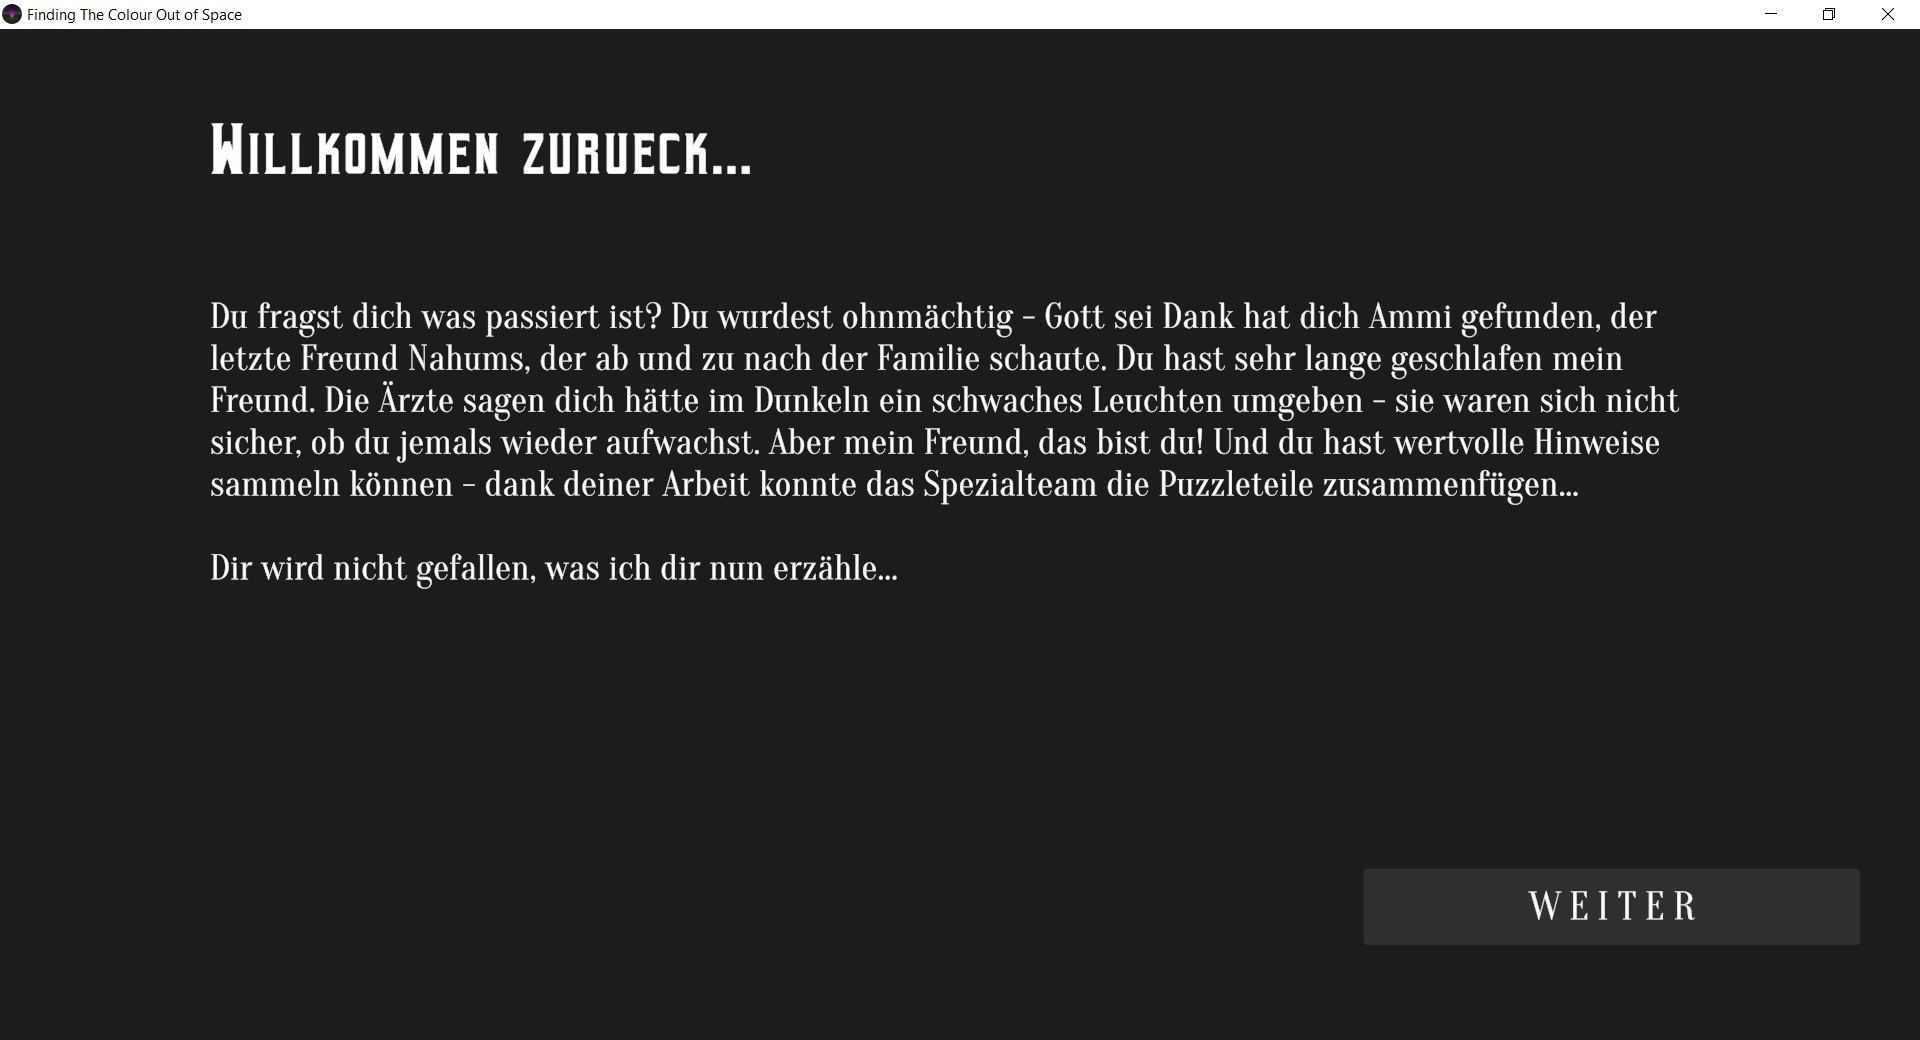 Finding The Colour Out of Space
Willkommen zurueck...
Du fragst dich was passiert ist? Du wurdest ohnmächtig – Gott sei Dank hat dich Ammi gefunden, der
letzte Freund Nahums, der ab und zu nach der Familie schaute. Du hast sehr lange geschlafen mein
Freund. Die Ärzte sagen dich hätte im Dunkeln ein schwaches Leuchten umgeben – sie waren sich nicht
sicher, ob du jemals wieder aufwachst. Aber mein Freund, das bist du! Und du hast wertvolle Hinweise
sammeln können – dank deiner Arbeit konnte das Spezialteam die Puzzleteile zusammenfügen...
Dir wird nicht gefallen, was ich dir nun erzähle...
WEITER